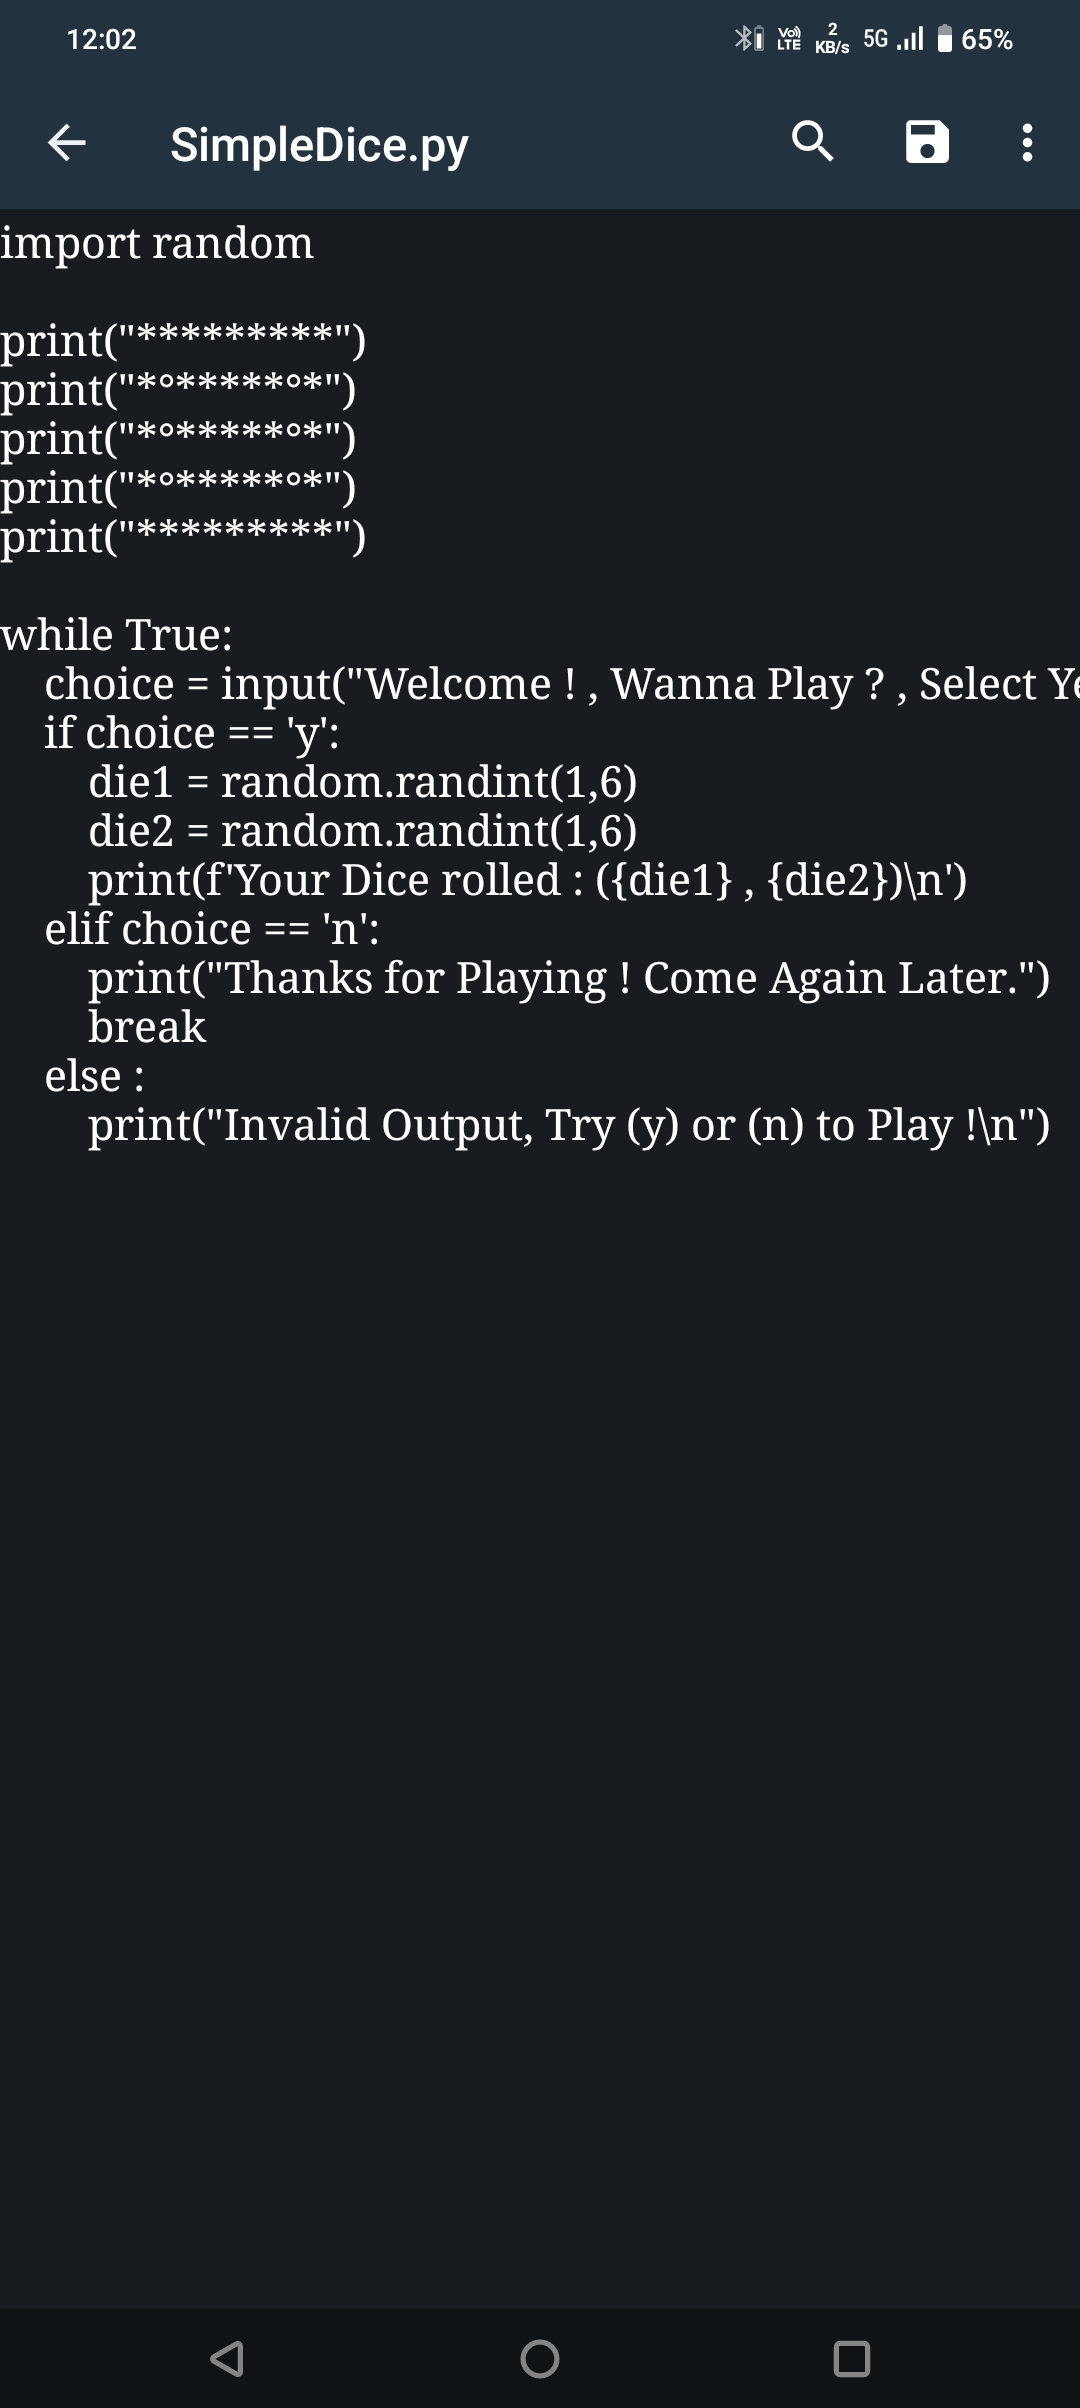 12:02
Vo)) LTE 2 KB/s 5G 65%
SimpleDice.py
import random
print("*********")
print("*°*****°*")
print("*°*****°*")
print("*°*****°*")
print("*********")
while True:
choice = input("Welcome ! , Wanna Play ? , Select
if choice == 'y':
die1 = random.randint(1,6)
die2 = random.randint(1,6)
print(f'Your Dice rolled : ({die1} , {die2})\n')
elif choice == 'n':
print("Thanks for Playing ! Come Again Later.")
break
else :
print("Invalid Output, Try (y) or (n) to Play !\n")